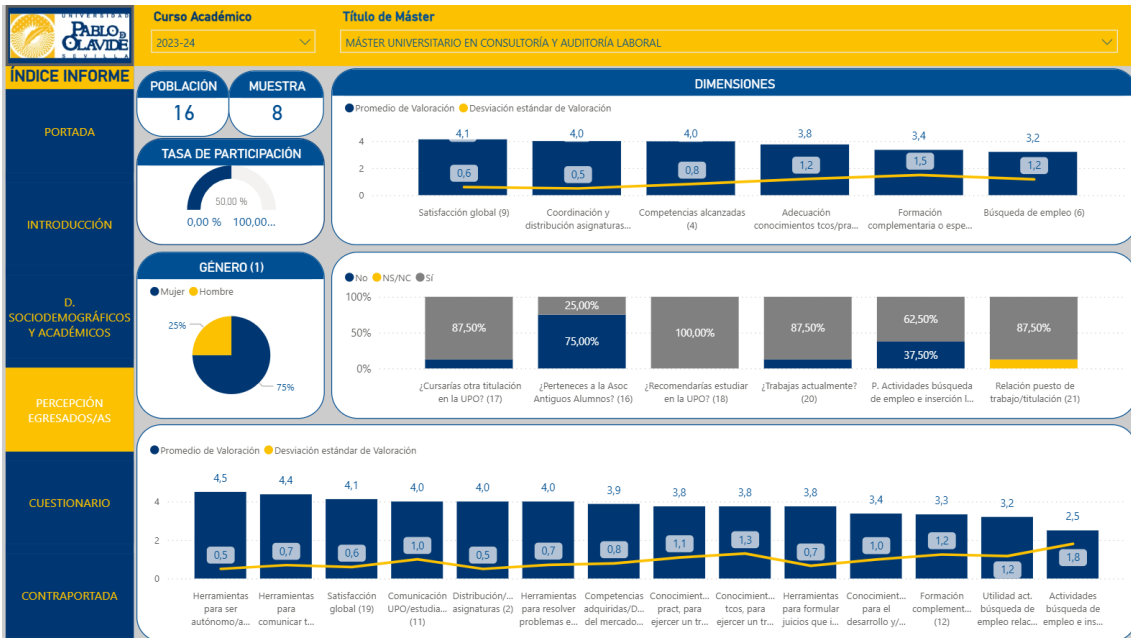 UNIVERSIDAD
PABLO DE
OLAVIDE
SEVILLA
Curso Académico
2023-24
Título de Máster
MÁSTER UNIVERSITARIO EN CONSULTORÍA Y AUDITORÍA LABORAL
ÍNDICE INFORME
PORTADA
INTRODUCCIÓN
D.
SOCIODEMOGRÁFICOS
Y ACADÉMICOS
PERCEPCIÓN
EGRESADOS/AS
CUESTIONARIO
CONTRAPORTADA
POBLACIÓN
16
MUESTRA
8
TASA DE PARTICIPACIÓN
50.00 %
0,00 % 100,00...
GÉNERO (1)
Mujer Hombre
25%
75%
DIMENSIONES
Promedio de Valoración Desviación estándar de Valoración
4,1 4,0 4,0 3,8 3,4 3,2
4
2
0
0,6 0,5 0,8 1,2 1,5 1,2
Satisfacción global (9)
Coordinación y
distribución asignaturas...
Competencias alcanzadas
(4)
Adecuación
conocimientos tcos/pra...
Formación
complementaria o espe...
Búsqueda de empleo (6)
No NS/NC Sí
100%
50%
0%
87,50%
25,00%
75,00%
100,00%
87,50%
62,50%
37,50%
87,50%
¿Cursarías otra titulación
en la UPO? (17)
¿Perteneces a la Asoc
Antiguos Alumnos? (16)
¿Recomendarías estudiar
en la UPO? (18)
¿Trabajas actualmente?
(20)
P. Actividades búsqueda
de empleo e inserción l...
Relación puesto de
trabajo/titulación (21)
Promedio de Valoración Desviación estándar de Valoración
4,5 4,4 4,1 4,0 4,0 4,0 3,9 3,8 3,8 3,8 3,4 3,3 3,2 2,5
4
2
0
0,5 0,7 0,6 1,0 0,5 0,7 0,8 1,1 1,3 0,7 1,0 1,2 1,2 1,8
Herramientas
para ser
autónomo/a...
Herramientas
para
comunicar t...
Satisfacción
global (19)
Comunicación
UPO/estudia...
(11)
Distribución/...
asignaturas (2)
Herramientas
para resolver
problemas e...
Competencias
adquiridas/D...
del mercado...
Conocimient...
pract, para
ejercer un tr...
Conocimient...
tcos, para
ejercer un tr...
Herramientas
para formular
juicios que i...
Conocimient...
para el
desarrollo y/...
Formación
complement...
(12)
Utilidad act.
búsqueda de
empleo relac...
Actividades
búsqueda de
empleo e ins...